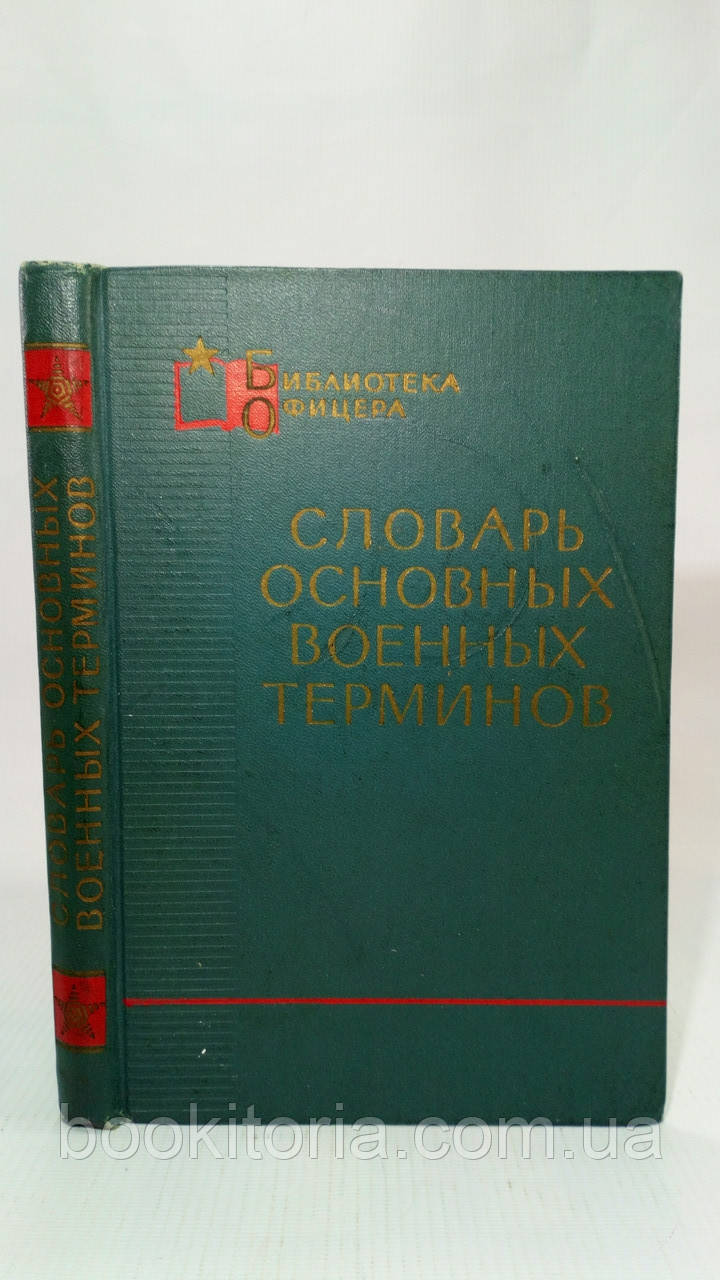 БИБЛИОТЕКА
ОФИЦЕРА
СЛОВАРЬ
ОСНОВНЫХ
ВОЕННЫХ
ТЕРМИНОВ
СЛОВАРЬ ОСНОВНЫХ
ВОЕННЫХ ТЕРМИНОВ
bookitoria.com.ua